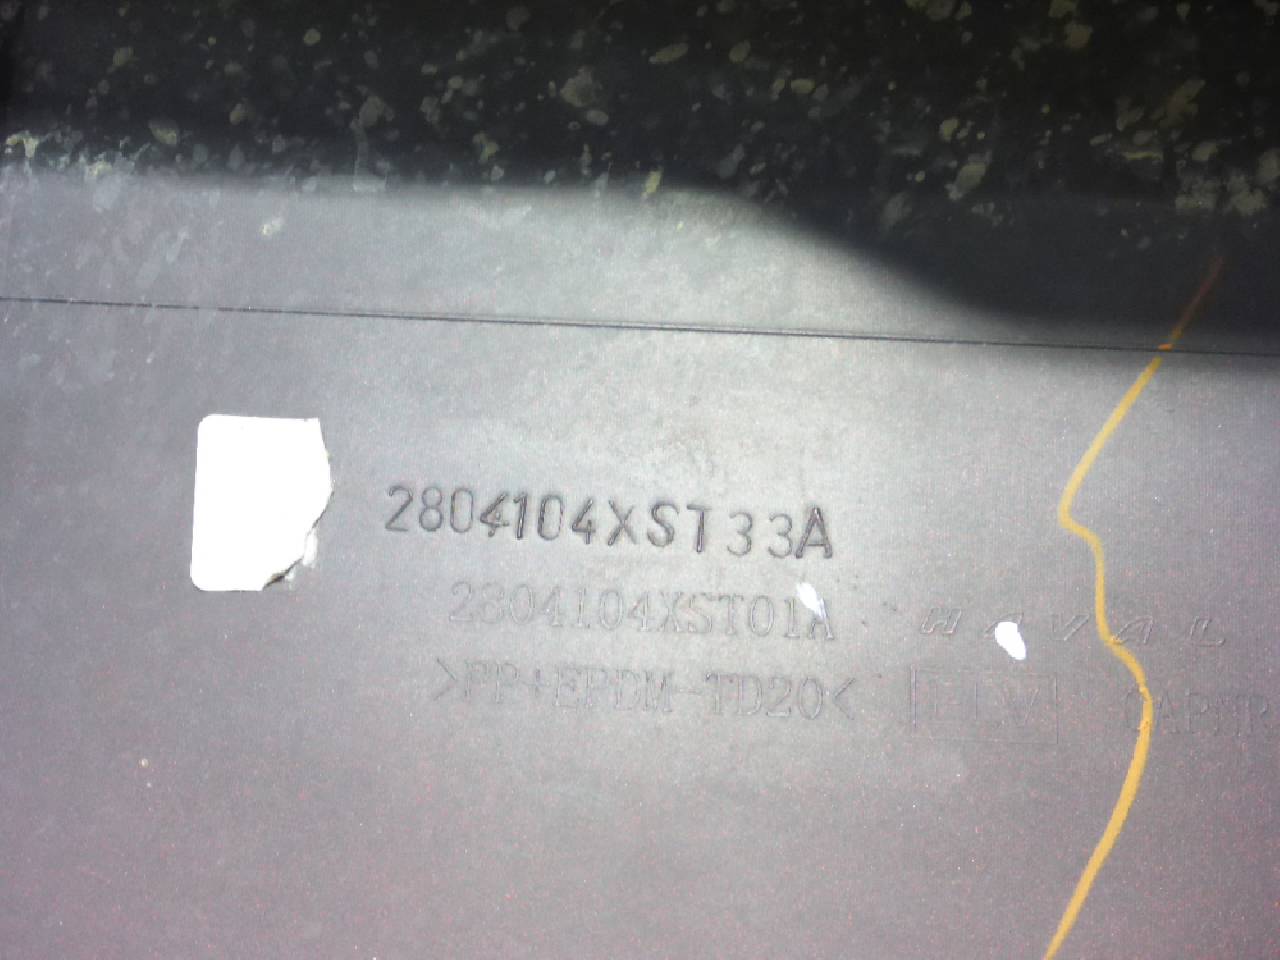 2804104XST33A
2804104XST01A HAVAL
>PP+EPDM-TD20<